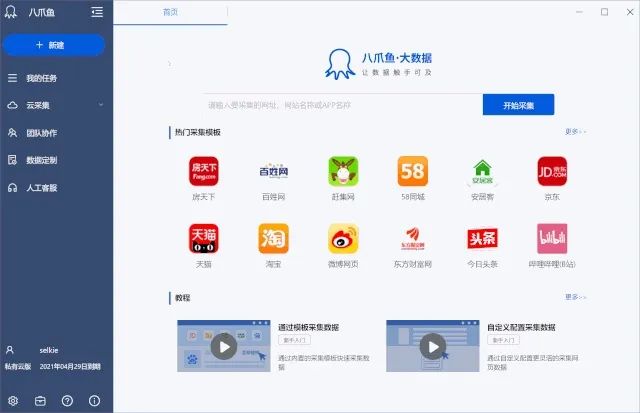 八爪鱼
首页
+ 新建
我的任务
云采集
团队协作
数据定制
人工客服
selkie
私有云版 2021年04月29日到期
八爪鱼·大数据
让数据触手可及
请输入要采集的网址、网站名称或APP名称
开始采集
热门采集模板
更多>>
房天下
Fang.com
百姓网
58
安居客
JD 京东
.COM
房天下
百姓网
赶集网
58同城
安居客
京东
天猫
淘
东方财富网
头条
bilibili
天猫
淘宝
微博网页
东方财富网
今日头条
哔哩哔哩(B站)
教程
更多>>
通过模板采集数据
新手入门
通过内置的采集模板快速采集数据
自定义配置采集数据
新手入门
通过自定义配置更灵活的采集网页数据